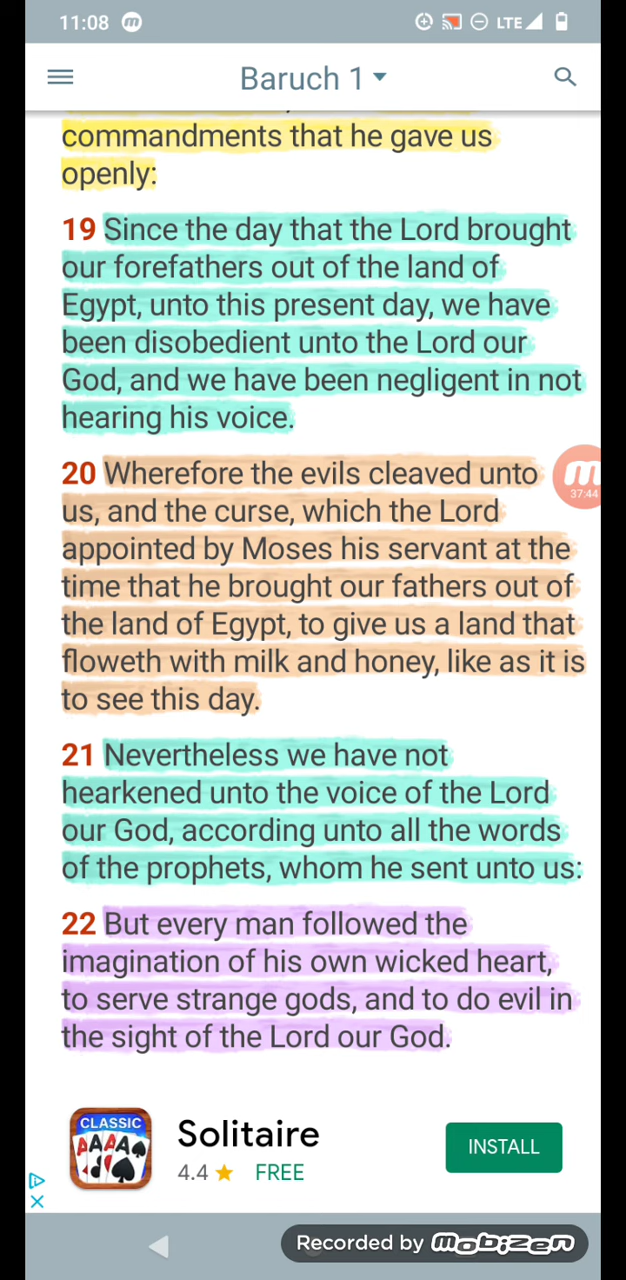 11:08
LTE
Baruch 1
commandments that he gave us
openly:
19 Since the day that the Lord brought
our forefathers out of the land of
Egypt, unto this present day, we have
been disobedient unto the Lord our
God, and we have been negligent in not
hearing his voice.
20 Wherefore the evils cleaved unto
us, and the curse, which the Lord
appointed by Moses his servant at the
time that he brought our fathers out of
the land of Egypt, to give us a land that
floweth with milk and honey, like as it is
to see this day.
37:44
21 Nevertheless we have not
hearkened unto the voice of the Lord
our God, according unto all the words
of the prophets, whom he sent unto us:
22 But every man followed the
imagination of his own wicked heart,
to serve strange gods, and to do evil in
the sight of the Lord our God.
CLASSIC
Solitaire
4.4 ★ FREE
INSTALL
Recorded by mobizen